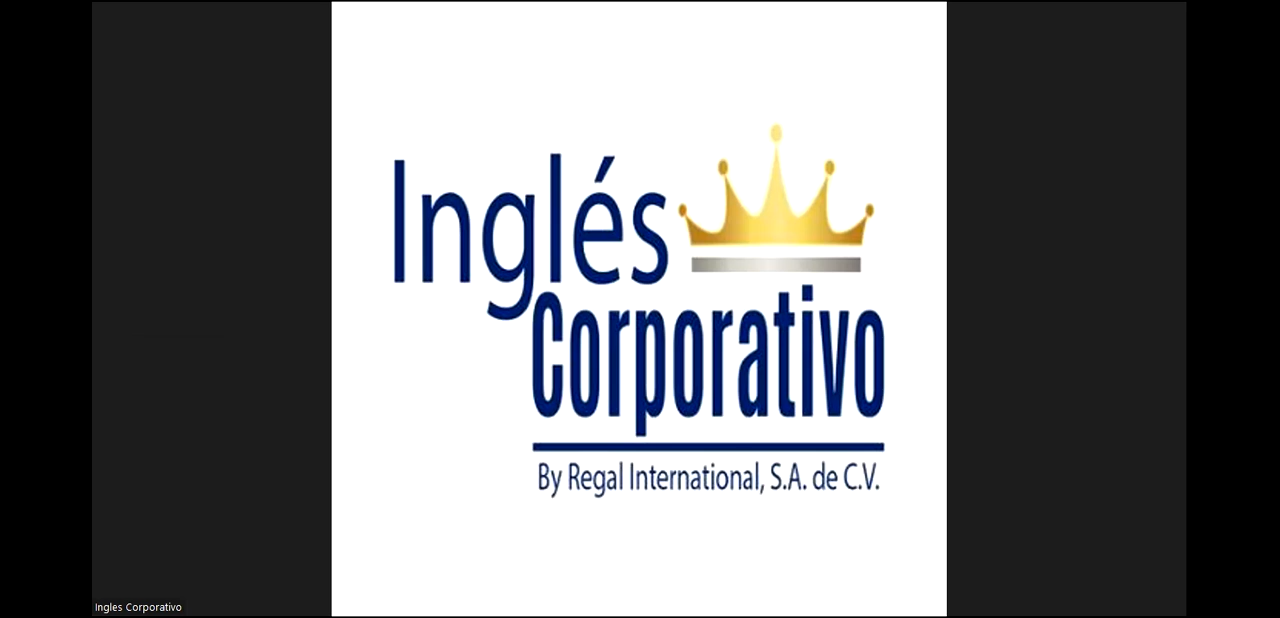 Inglés
Corporativo
By Regal International, S.A. de C.V.
Ingles Corporativo